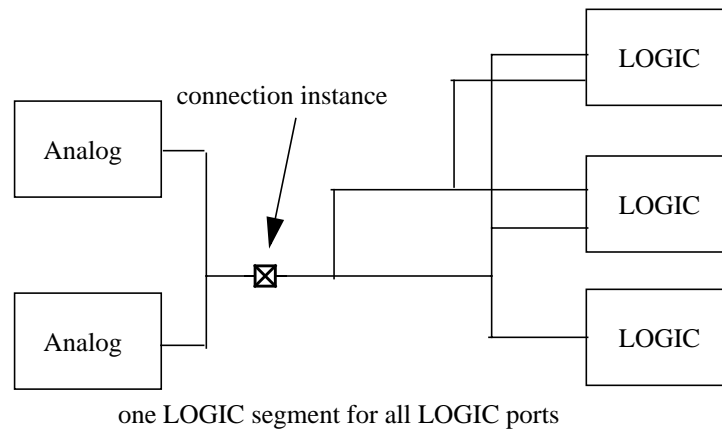 LOGIC
connection instance
Analog
LOGIC
Analog
LOGIC
one LOGIC segment for all LOGIC ports